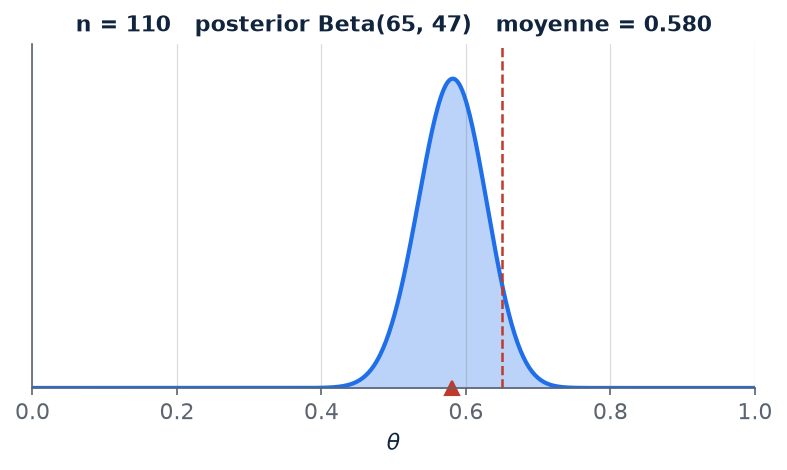 n = 110   posterior Beta(65, 47)   moyenne = 0.580
0.0 0.2 0.4 0.6 0.8 1.0
θ